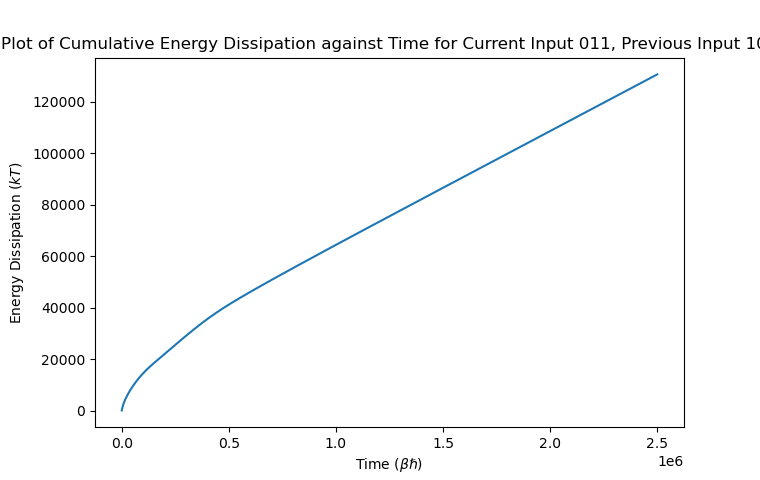 Plot of Cumulative Energy Dissipation against Time for Current Input 011, Previous Input 10
120000
100000
80000
60000
40000
20000
0
Energy Dissipation (kT)
0.0 0.5 1.0 1.5 2.0 2.5
1e6
Time (βħ)